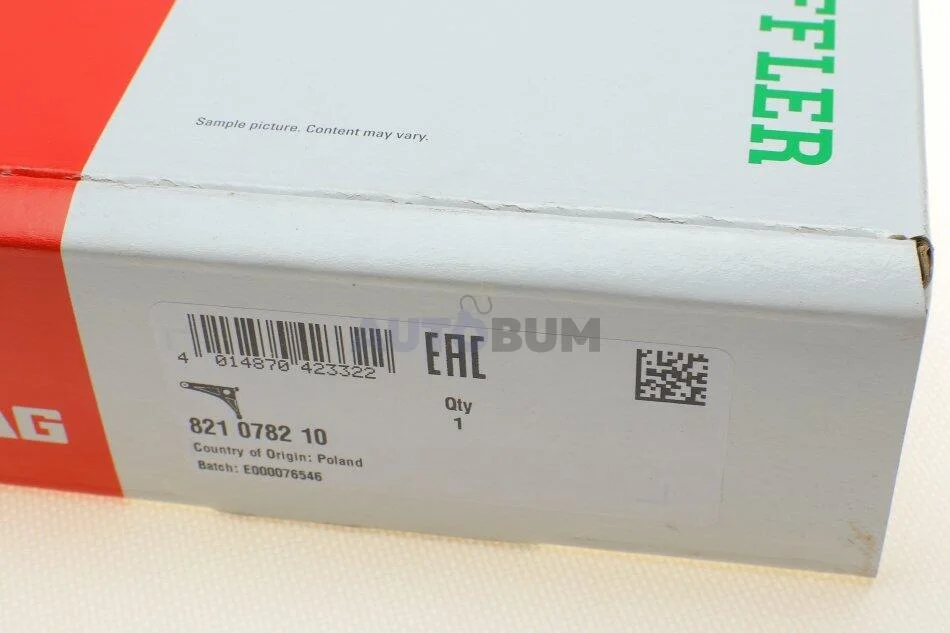 FFLER
Sample picture. Content may vary.
AUTOBUM
4 014870 423322
EAC
AG
821 0782 10
Qty
1
Country of Origin: Poland
Batch: E000076546